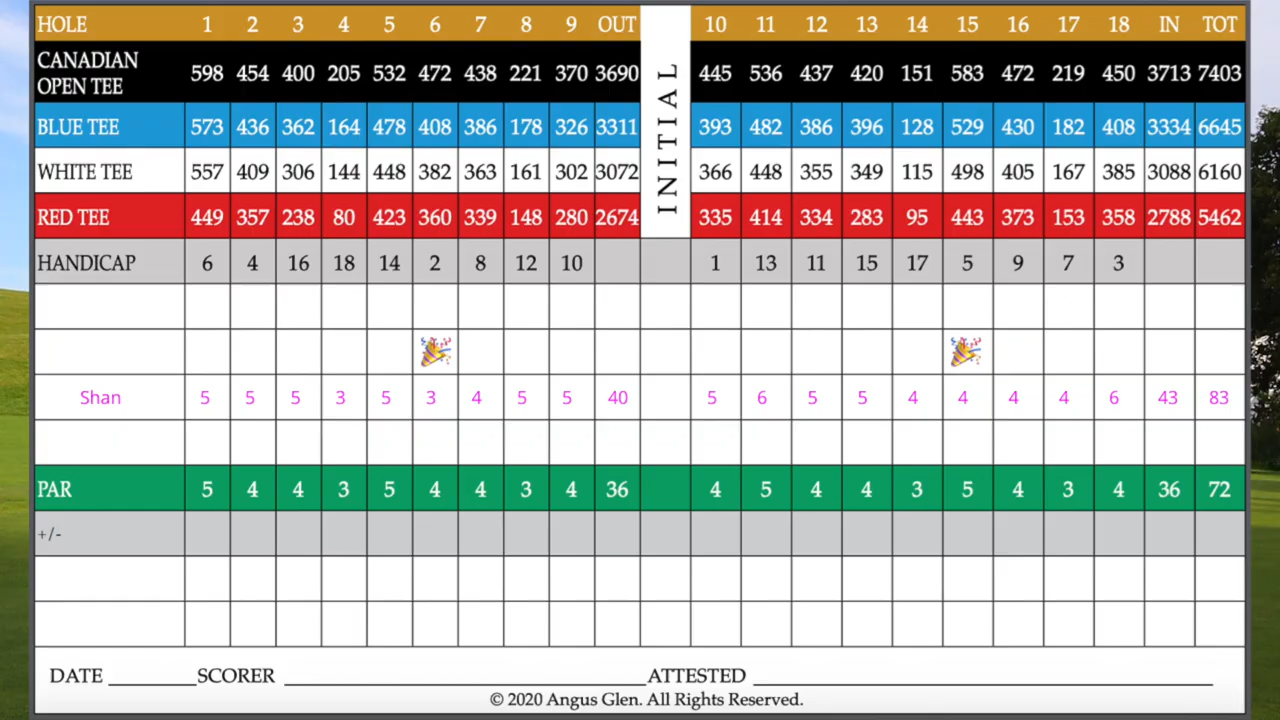 HOLE 1 2 3 4 5 6 7 8 9 OUT 10 11 12 13 14 15 16 17 18 IN TOT
CANADIAN
OPEN TEE 598 454 400 205 532 472 438 221 370 3690 445 536 437 420 151 583 472 219 450 3713 7403
BLUE TEE 573 436 362 164 478 408 386 178 326 3311 393 482 386 396 128 529 430 182 408 3334 6645
WHITE TEE 557 409 306 144 448 382 363 161 302 3072 366 448 355 349 115 498 405 167 385 3088 6160
RED TEE 449 357 238 80 423 360 339 148 280 2674 335 414 334 283 95 443 373 153 358 2788 5462
INITIAL
HANDICAP 6 4 16 18 14 2 8 12 10 1 13 11 15 17 5 9 7 3
Shan 5 5 5 3 5 3 4 5 5 40 5 6 5 5 4 4 4 4 6 43 83
PAR 5 4 4 3 5 4 4 3 4 36 4 5 4 4 3 5 4 3 4 36 72
+/-
DATE SCORER ATTESTED
© 2020 Angus Glen. All Rights Reserved.